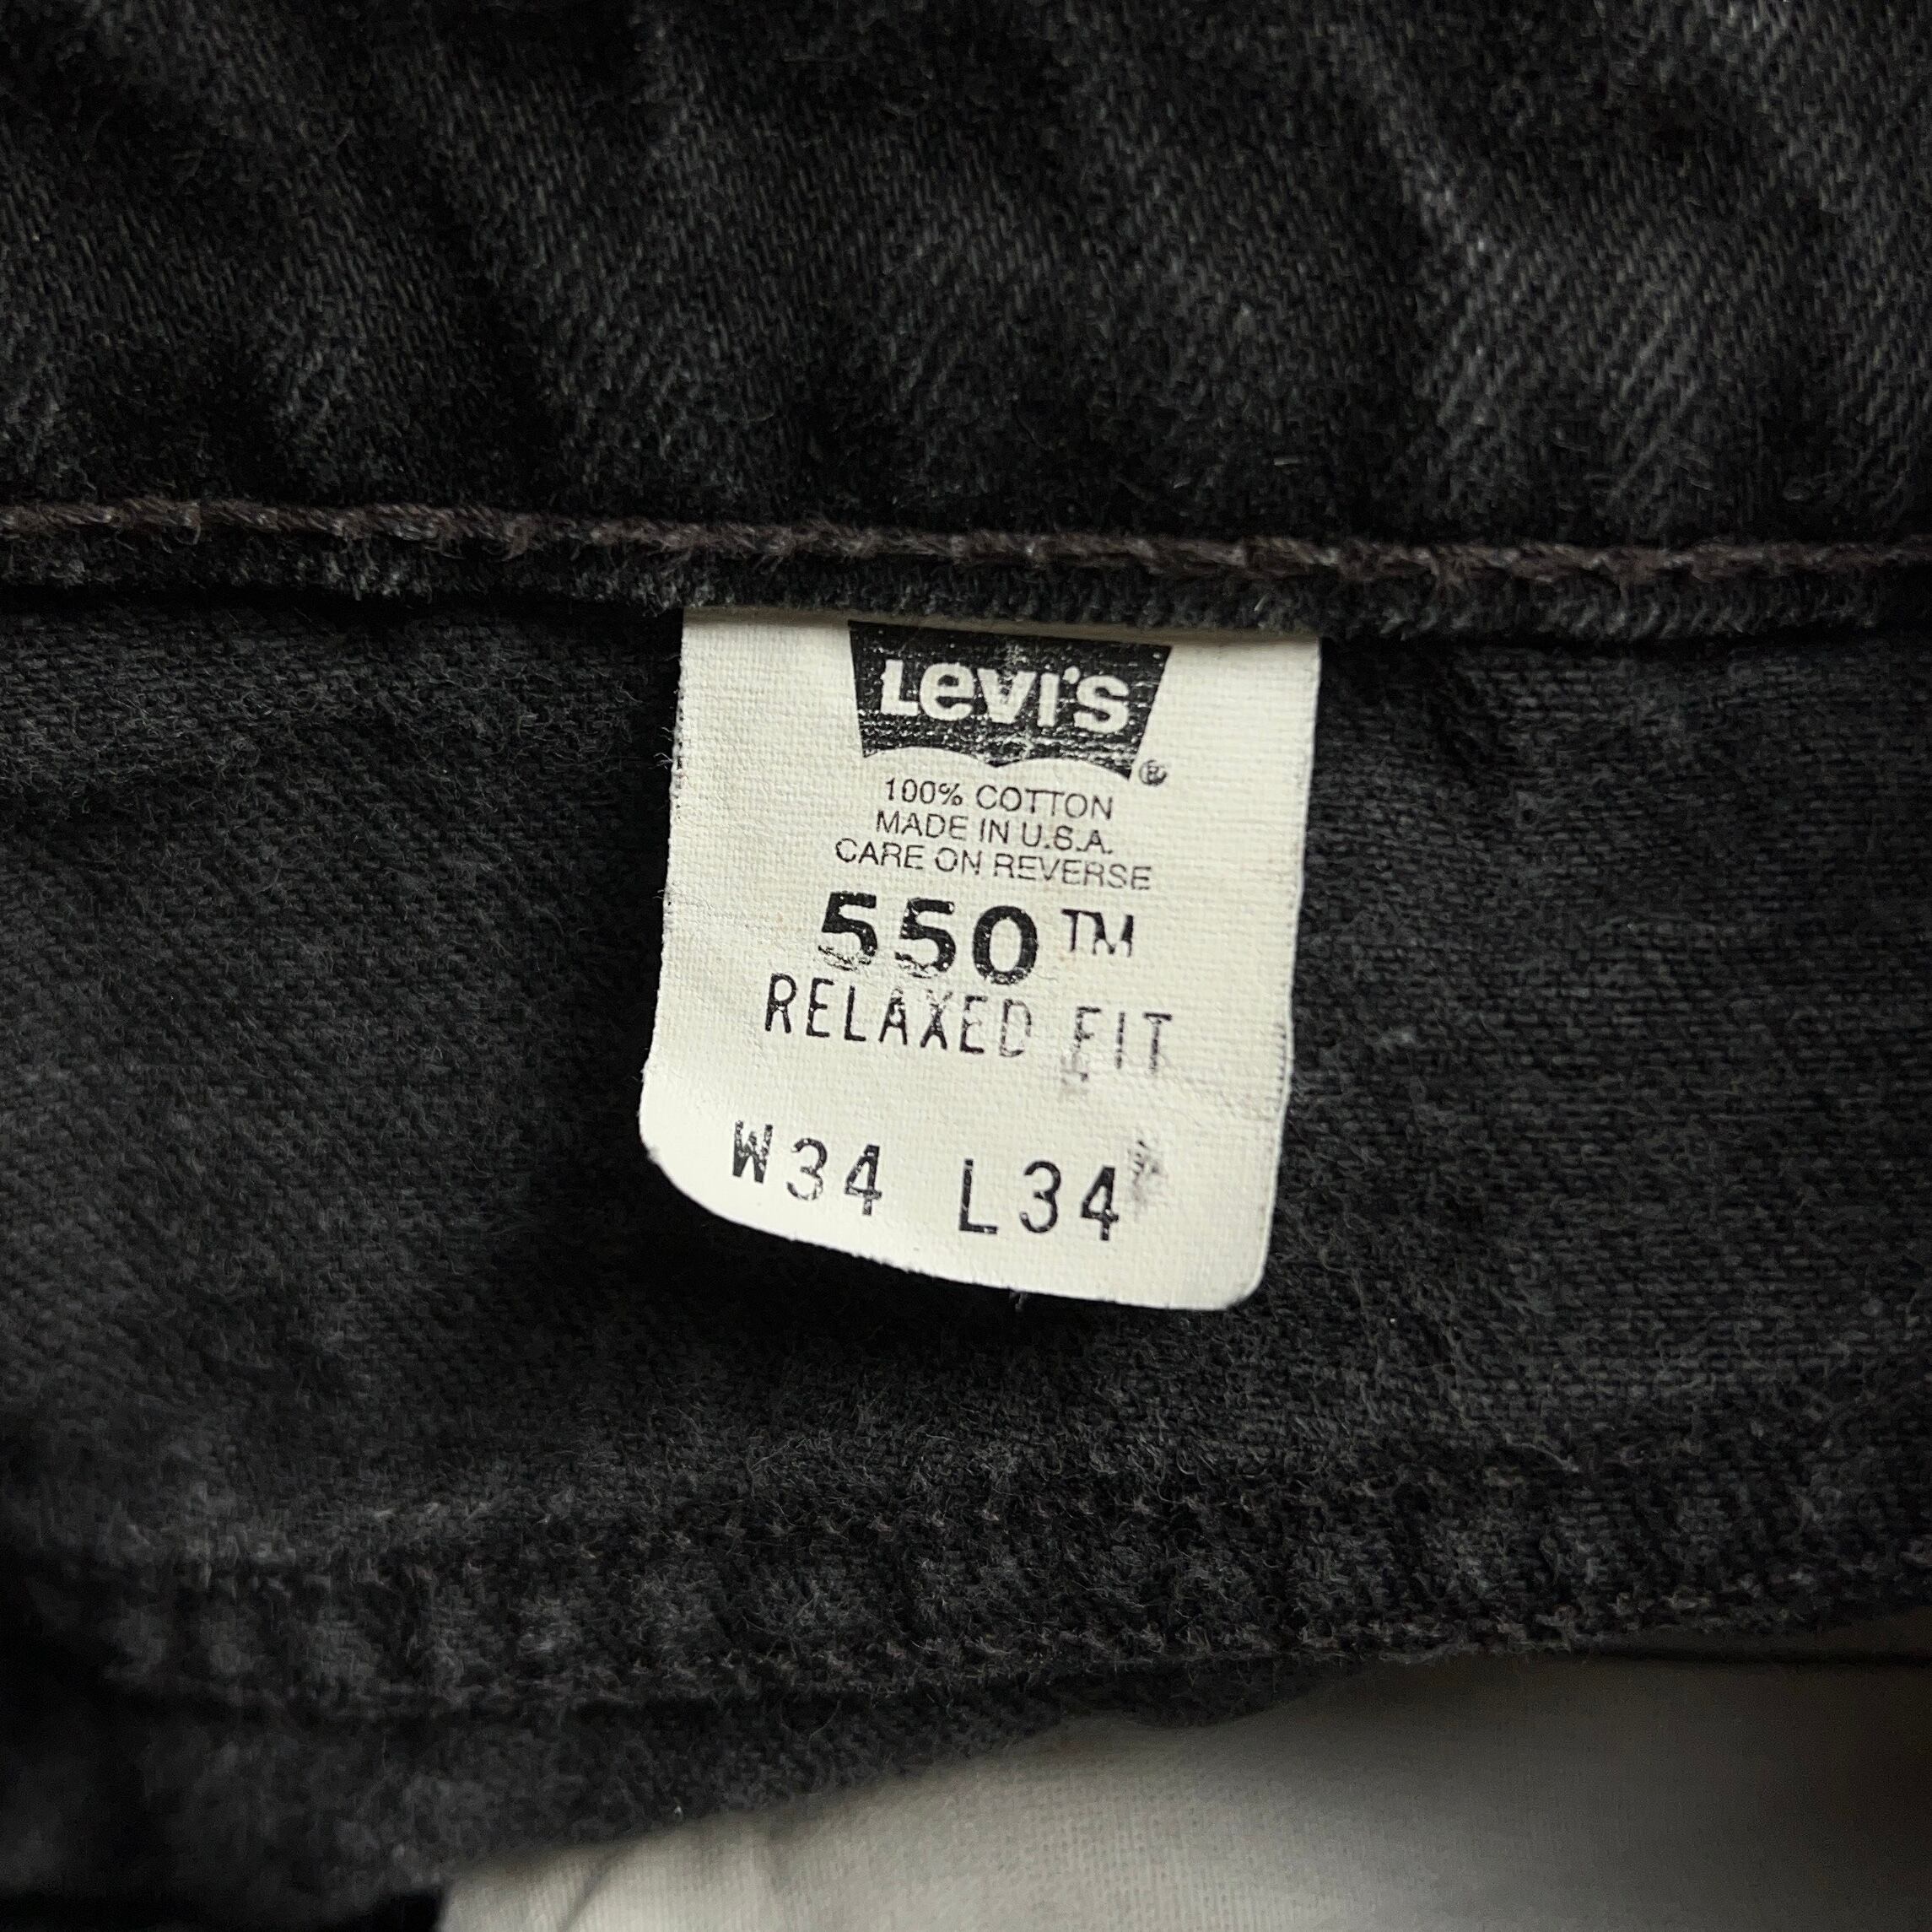 Levi's
®
100% COTTON
MADE IN U.S.A.
CARE ON REVERSE
550™
RELAXED FIT
W34 L34